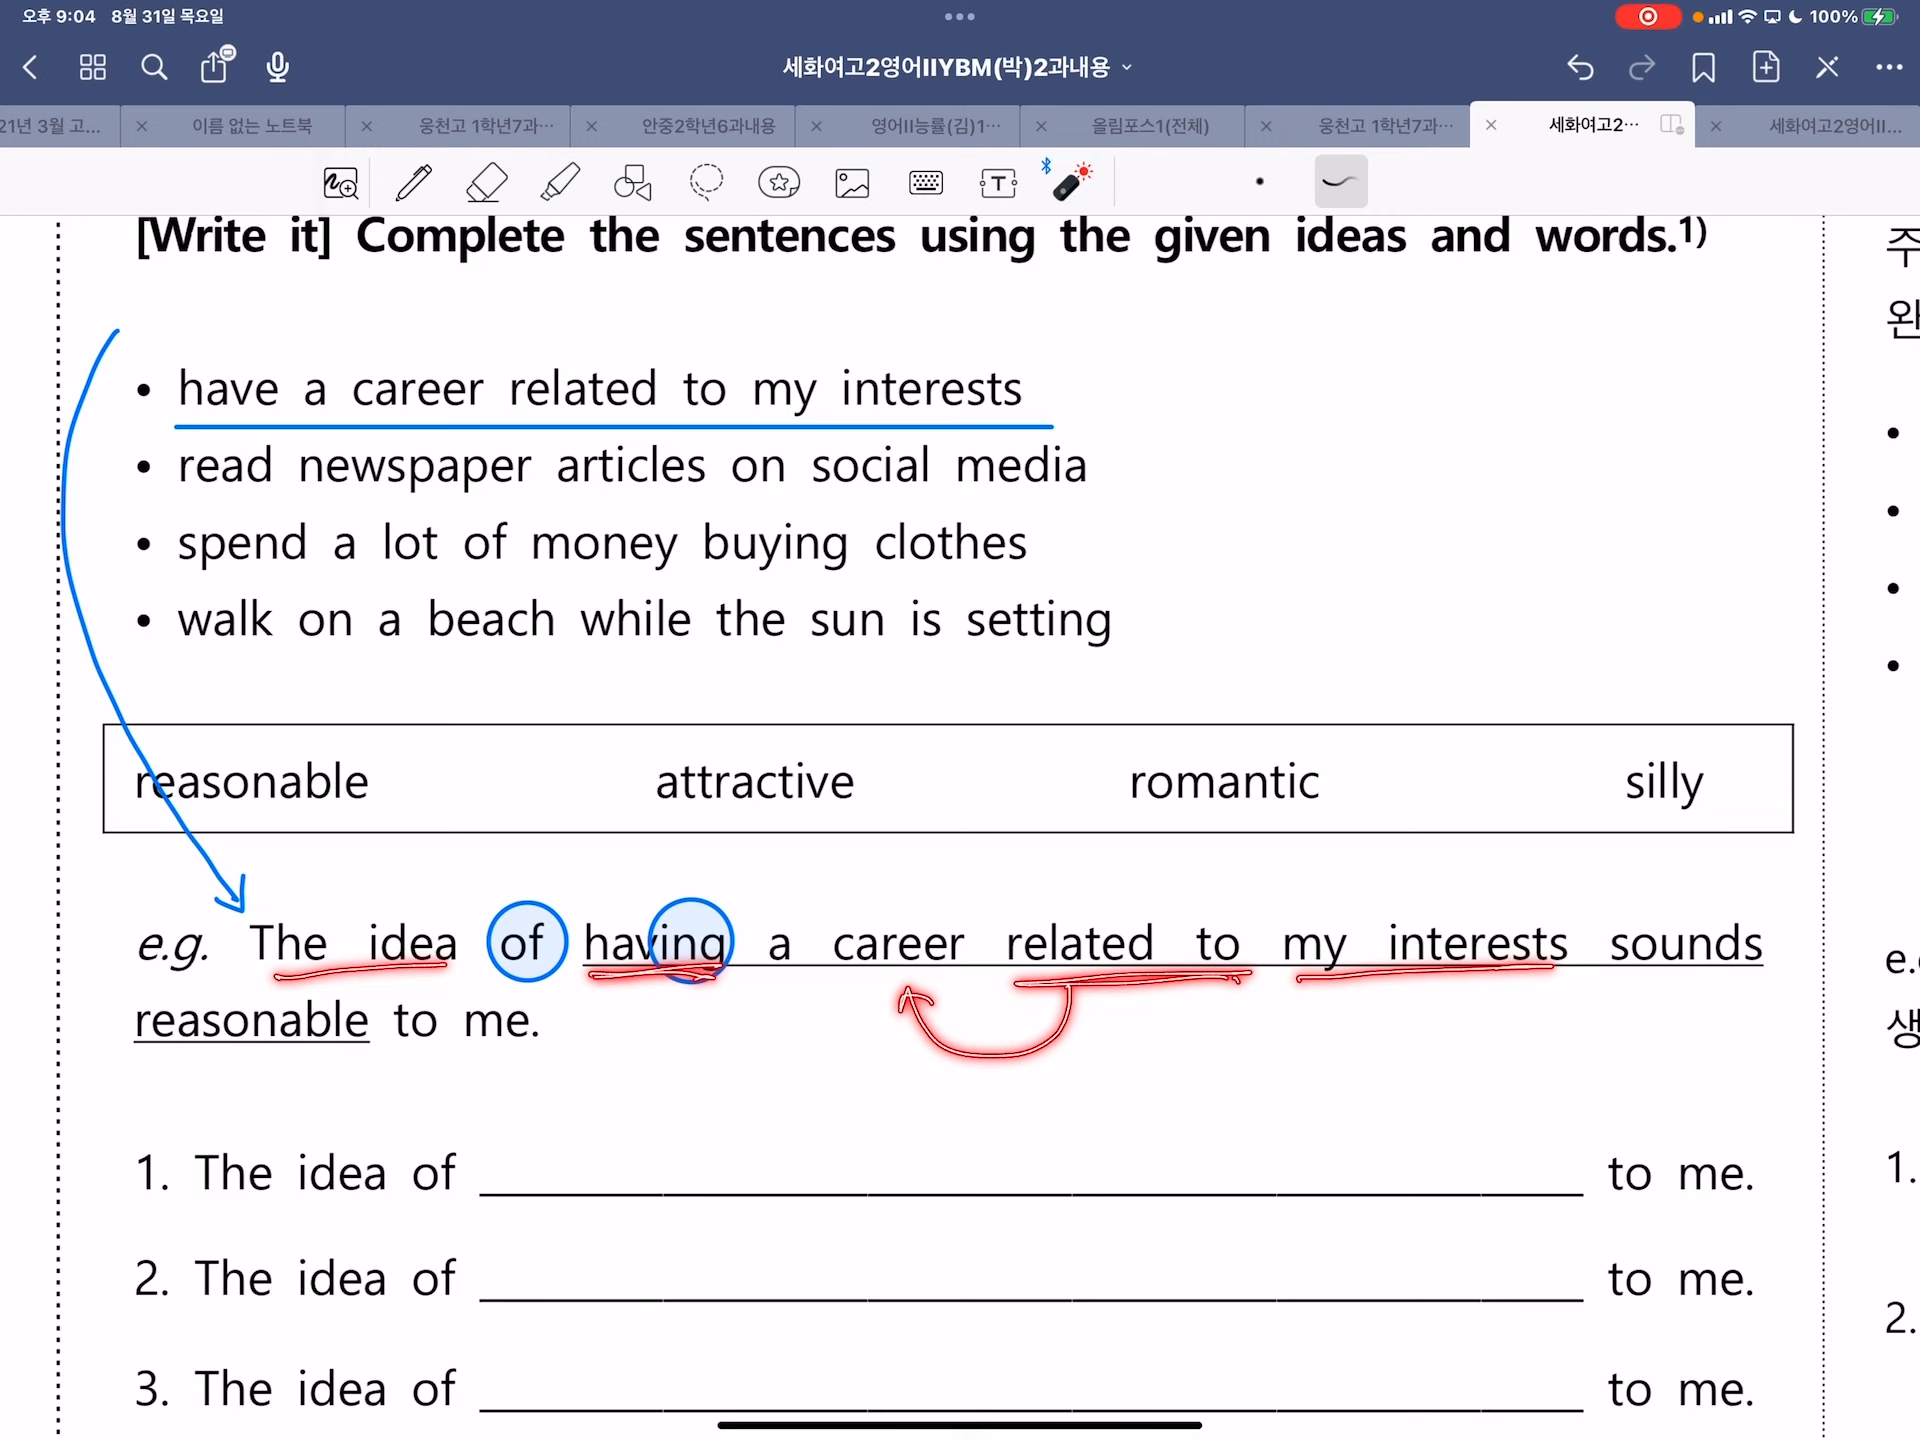 오후 9:04 8월 31일 목요일
100%
세화여고2영어IIYBM(박)2과내용
21년 3월 고...
이름 없는 노트북
웅천고 1학년7과...
안중2학년6과내용
영어II능률(김)1...
올림포스1(전체)
웅천고 1학년7과...
세화여고2...
세화여고2영어II...
[Write it] Complete the sentences using the given ideas and words.1)
• have a career related to my interests
• read newspaper articles on social media
• spend a lot of money buying clothes
• walk on a beach while the sun is setting
reasonable attractive romantic silly
e.g. The idea of having a career related to my interests sounds
reasonable to me.
1. The idea of ______ to me.
2. The idea of ______ to me.
3. The idea of ______ to me.
주
완
•
•
•
•
생
1.
2.